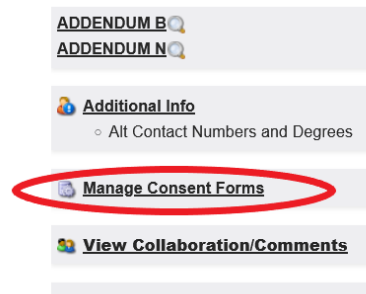 ADDENDUM B
ADDENDUM N
Additional Info
○ Alt Contact Numbers and Degrees
Manage Consent Forms
View Collaboration/Comments